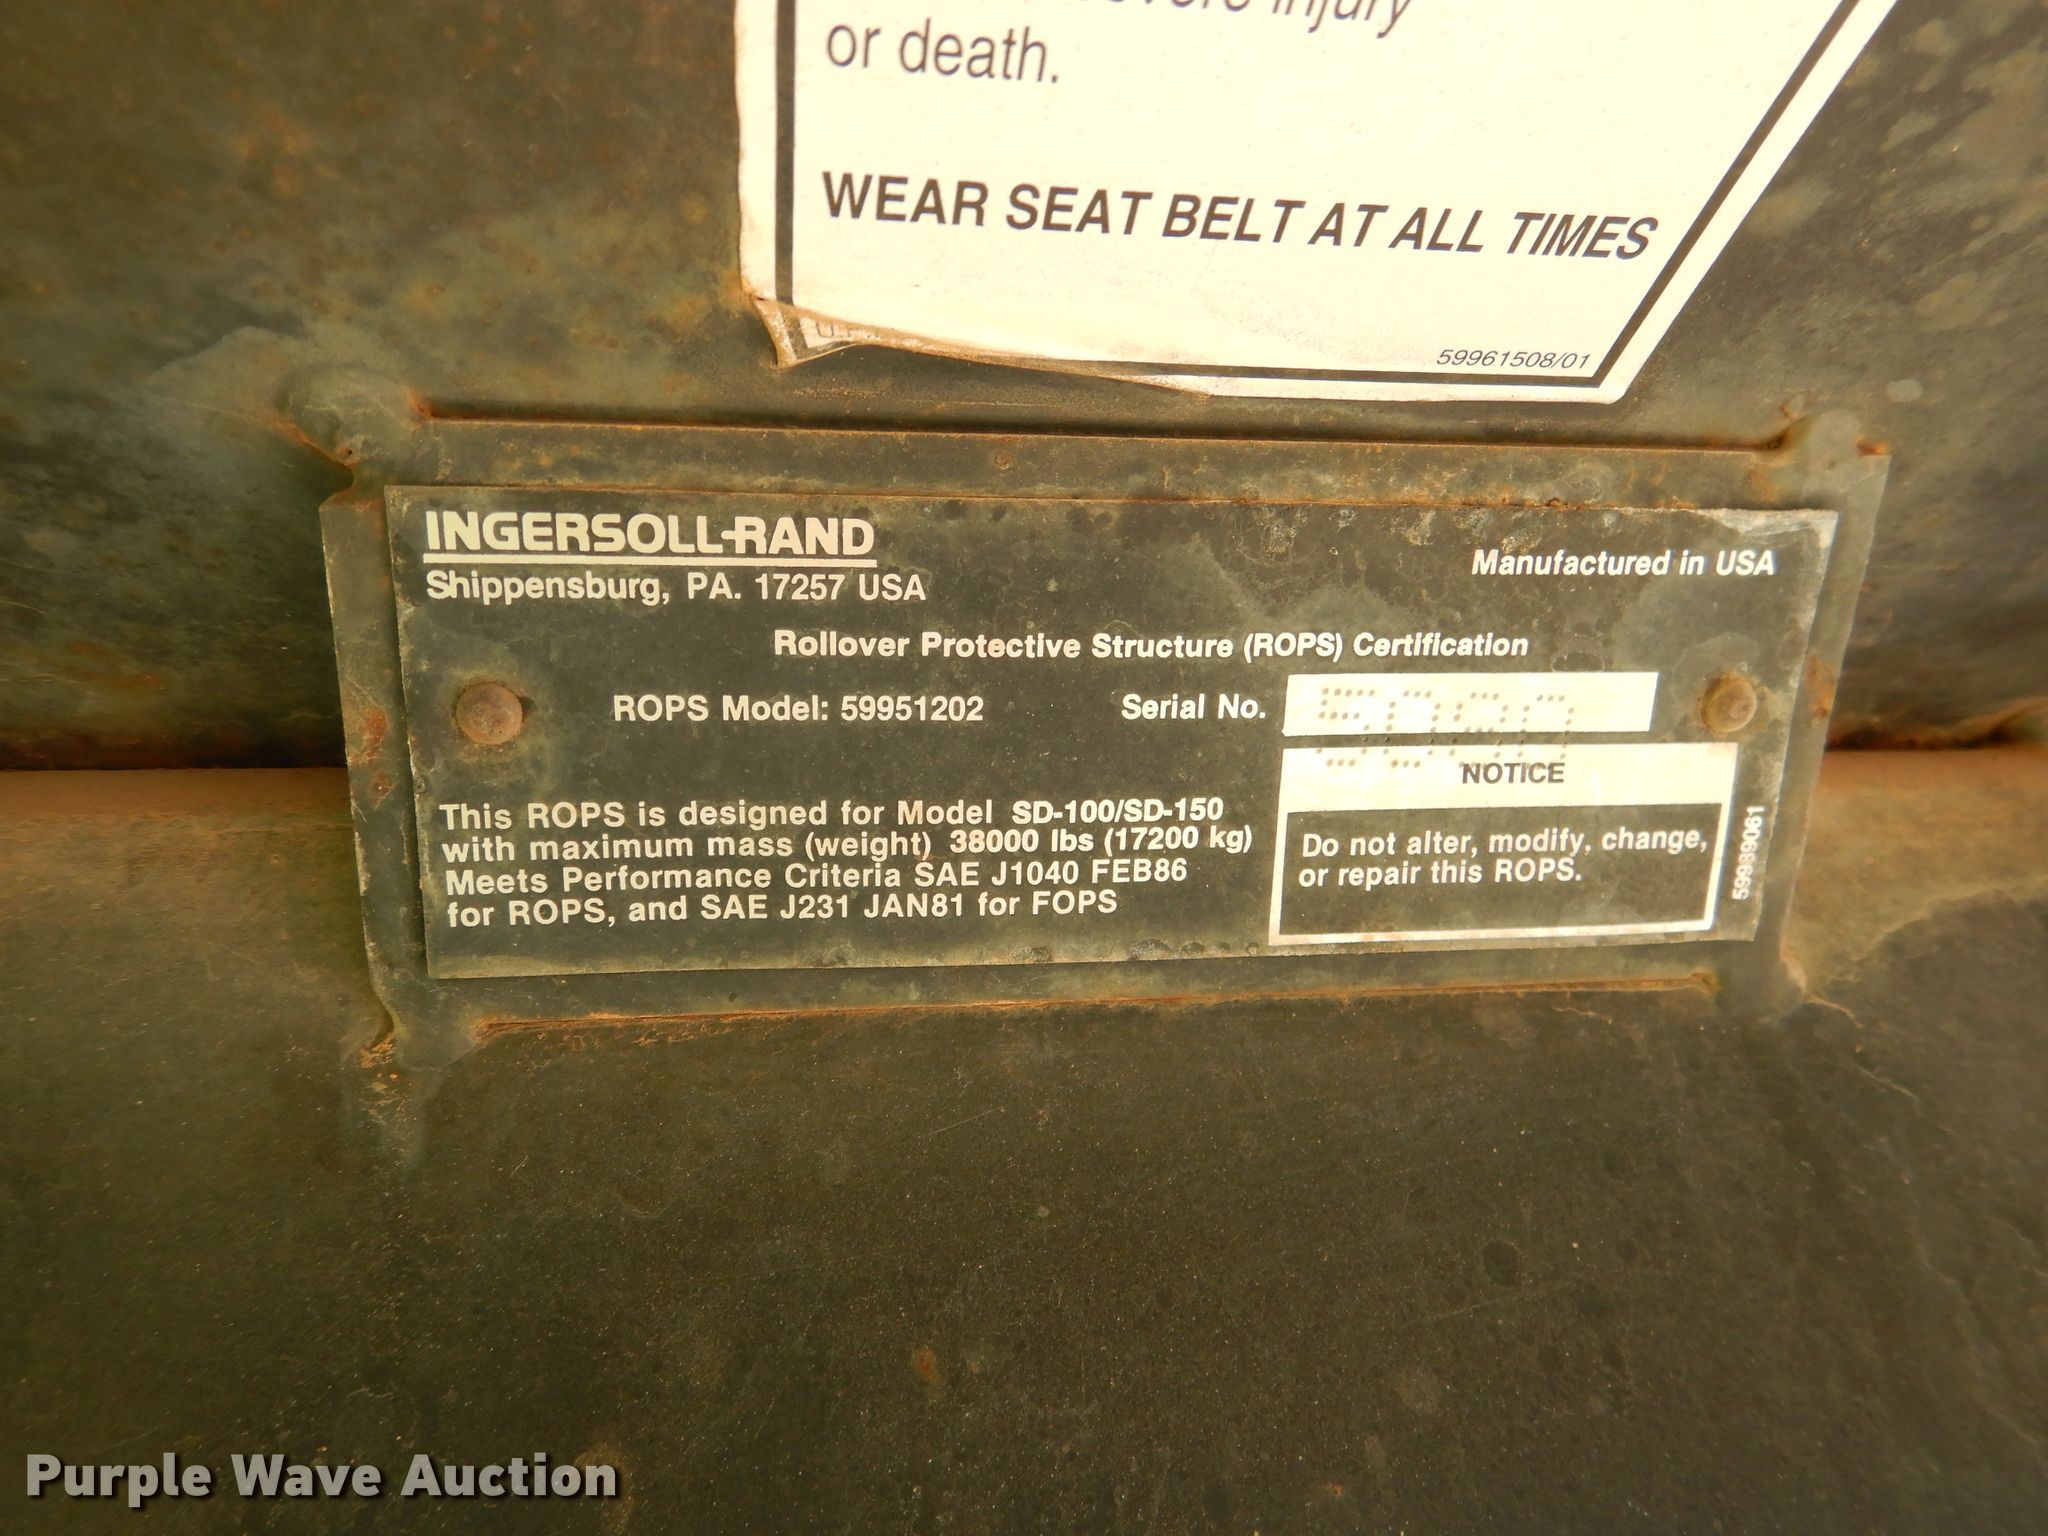 injury
or death.
WEAR SEAT BELT AT ALL TIMES
59961508/01
INGERSOLL-RAND
Shippensburg, PA. 17257 USA
Manufactured in USA
Rollover Protective Structure (ROPS) Certification
ROPS Model: 59951202
Serial No.
NOTICE
Do not alter, modify, change,
or repair this ROPS.
59989061
This ROPS is designed for Model SD-100/SD-150
with maximum mass (weight) 38000 lbs (17200 kg)
Meets Performance Criteria SAE J1040 FEB86
for ROPS, and SAE J231 JAN81 for FOPS
Purple Wave Auction